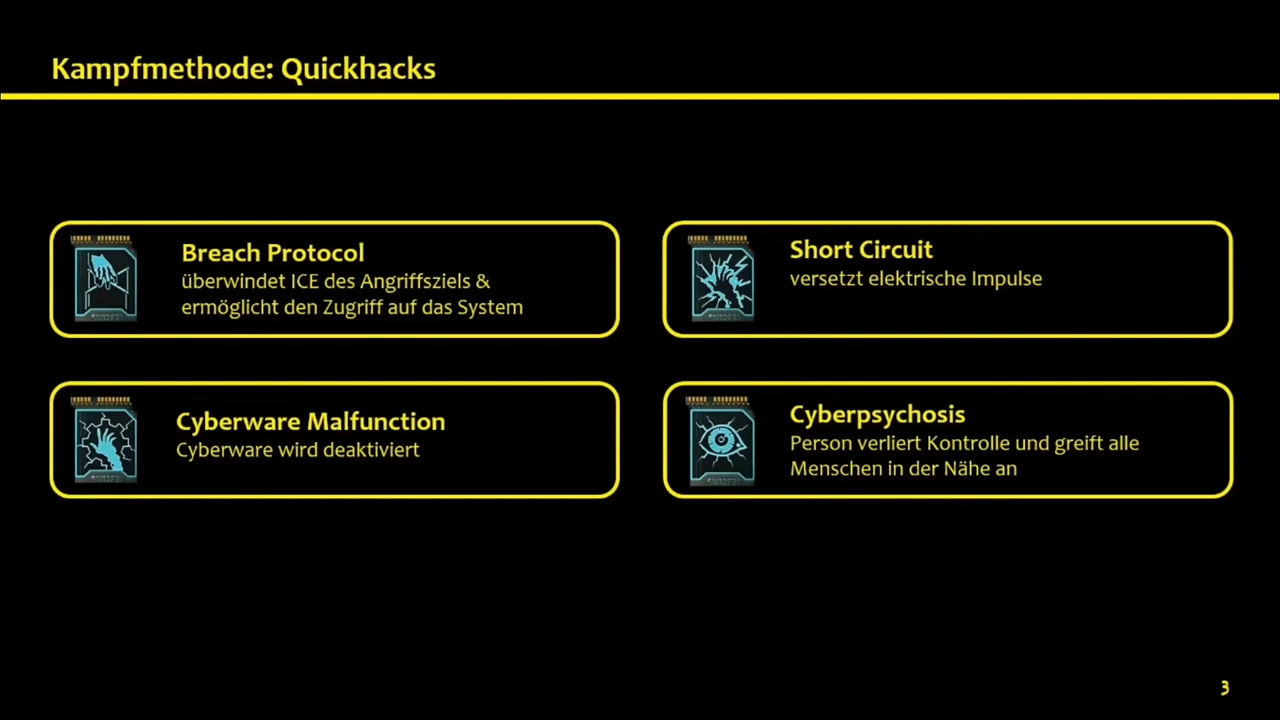 Kampfmethode: Quickhacks
Breach Protocol
überwindet ICE des Angriffsziels &
ermöglicht den Zugriff auf das System
Short Circuit
versetzt elektrische Impulse
Cyberware Malfunction
Cyberware wird deaktiviert
Cyberpsychosis
Person verliert Kontrolle und greift alle
Menschen in der Nähe an
3